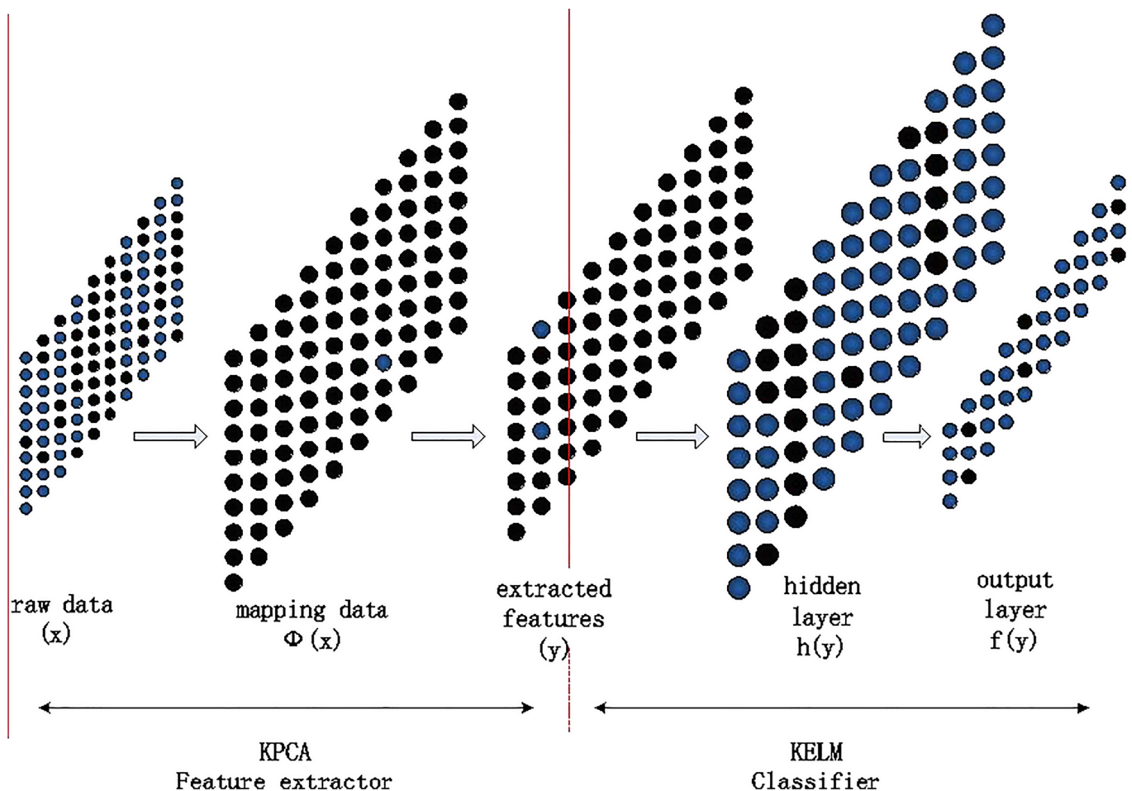 raw data
(x)
mapping data
Φ(x)
extracted
features
(y)
hidden
layer
h(y)
output
layer
f(y)
KPCA
Feature extractor
KELM
Classifier